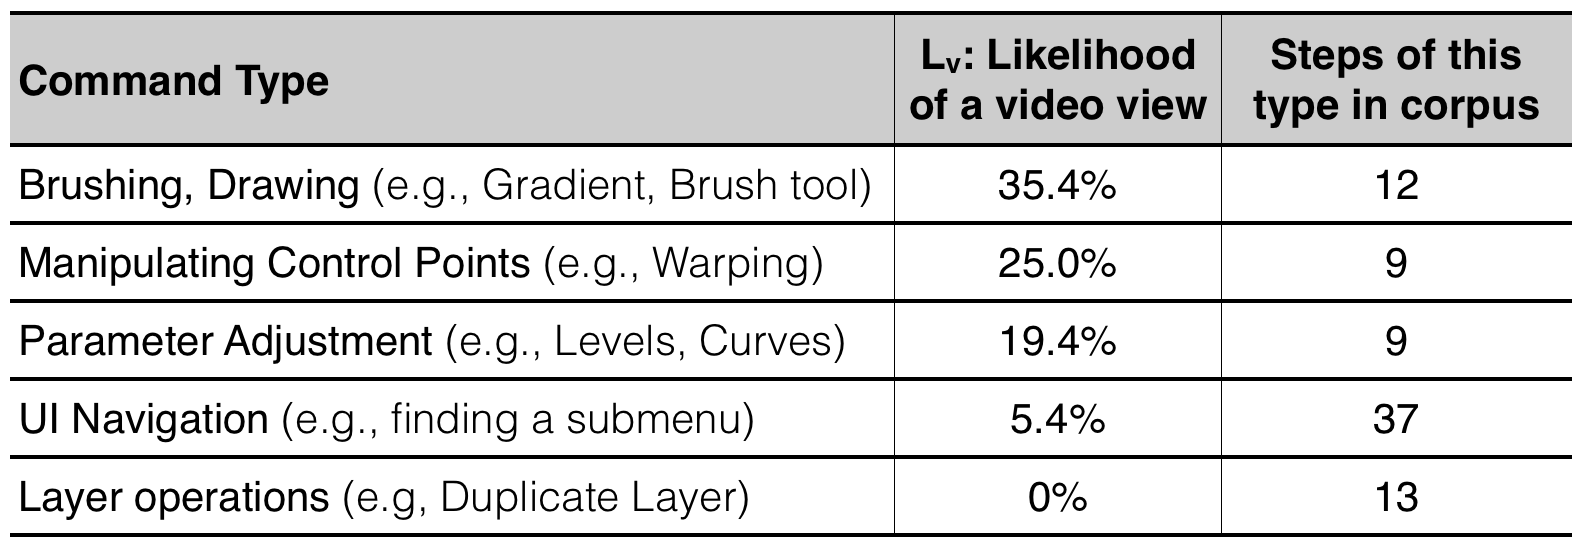 Command Type
Lv: Likelihood
of a video view
Steps of this
type in corpus
Brushing, Drawing (e.g., Gradient, Brush tool) 35.4% 12
Manipulating Control Points (e.g., Warping) 25.0% 9
Parameter Adjustment (e.g., Levels, Curves) 19.4% 9
UI Navigation (e.g., finding a submenu) 5.4% 37
Layer operations (e.g, Duplicate Layer) 0% 13